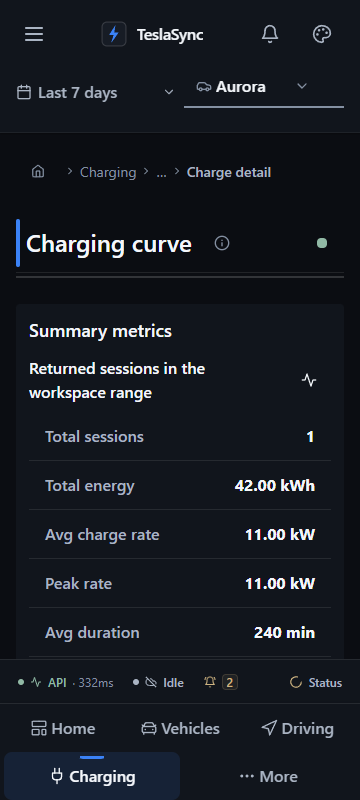 TeslaSync
Last 7 days
Aurora
Charging
...
Charge detail
Charging curve
Summary metrics
Returned sessions in the
workspace range
Total sessions 1
Total energy 42.00 kWh
Avg charge rate 11.00 kW
Peak rate 11.00 kW
Avg duration 240 min
API · 332ms Idle 2 Status
Home Vehicles Driving
Charging More